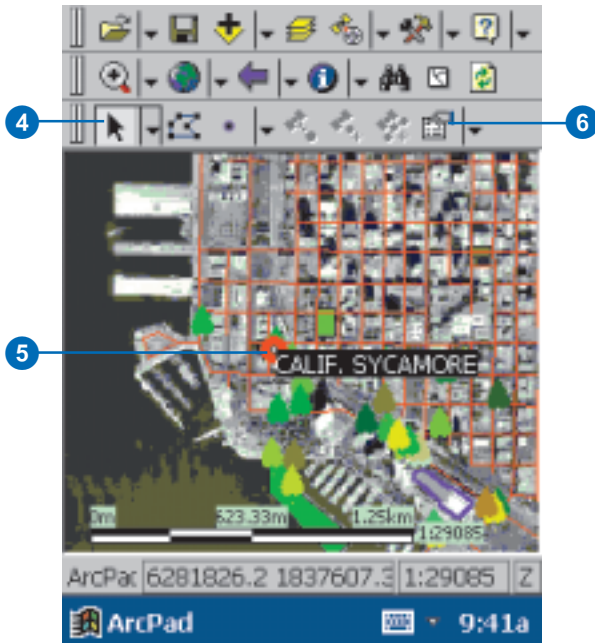 4
6
5
CALIF. SYCAMORE
0m 623.33m 1.25km
1:29085
ArcPad 6281826.2 1837607.3 1:29085 Z
ArcPad 9:41a